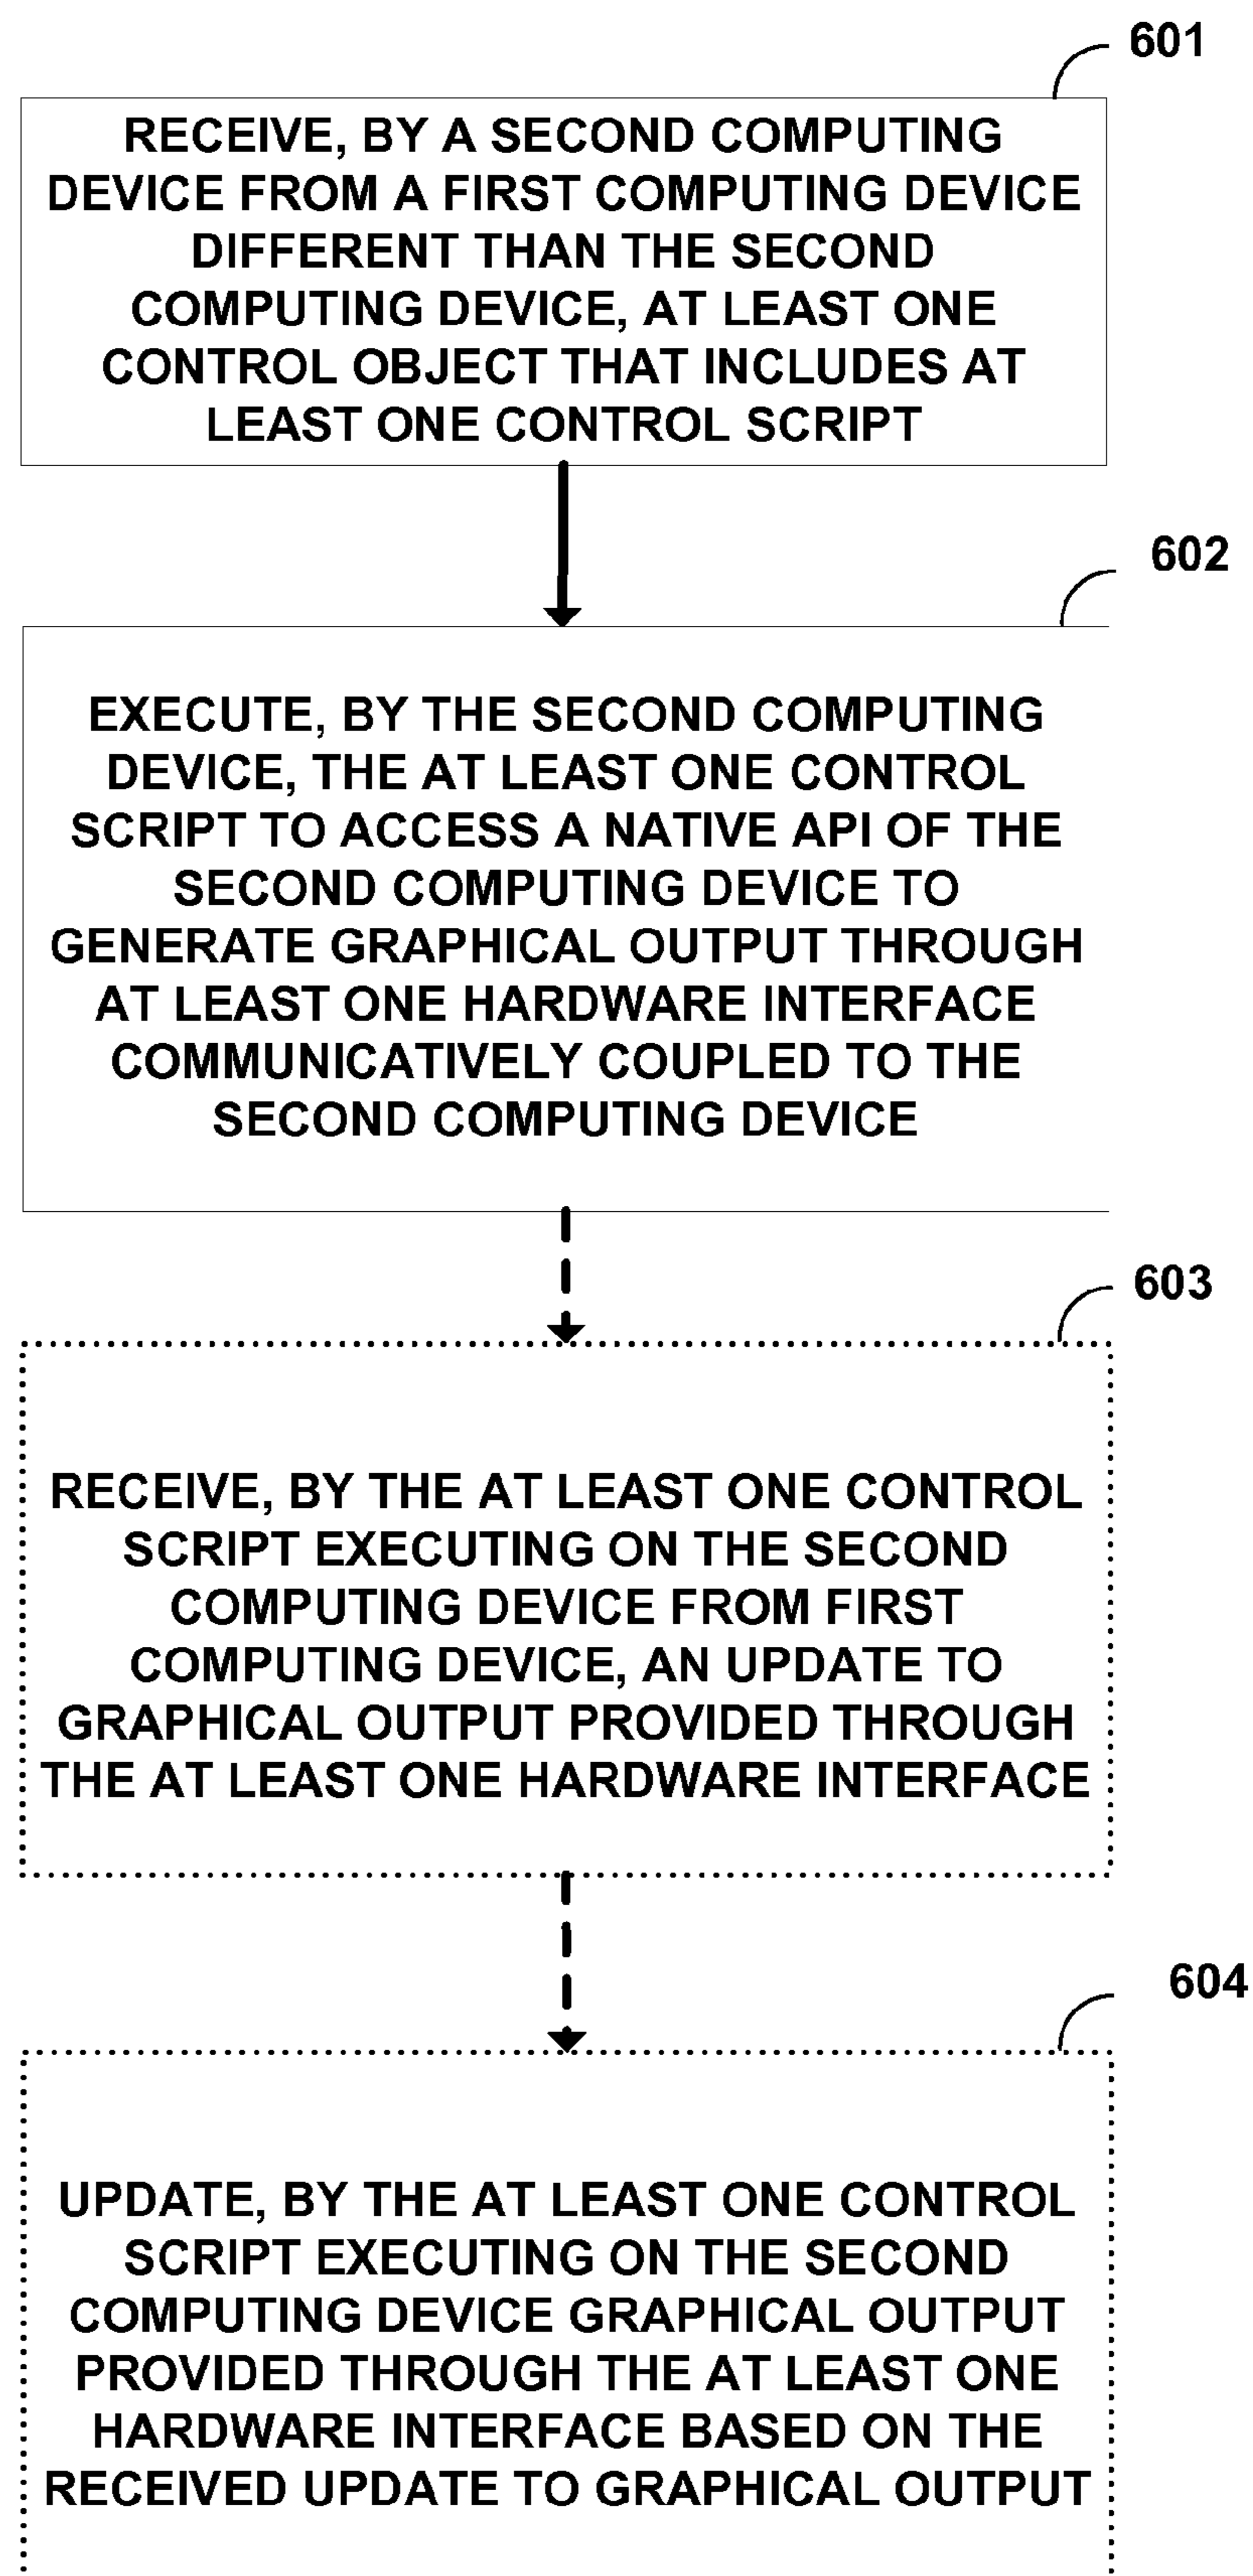 601
RECEIVE, BY A SECOND COMPUTING
DEVICE FROM A FIRST COMPUTING DEVICE
DIFFERENT THAN THE SECOND
COMPUTING DEVICE, AT LEAST ONE
CONTROL OBJECT THAT INCLUDES AT
LEAST ONE CONTROL SCRIPT
602
EXECUTE, BY THE SECOND COMPUTING
DEVICE, THE AT LEAST ONE CONTROL
SCRIPT TO ACCESS A NATIVE API OF THE
SECOND COMPUTING DEVICE TO
GENERATE GRAPHICAL OUTPUT THROUGH
AT LEAST ONE HARDWARE INTERFACE
COMMUNICATIVELY COUPLED TO THE
SECOND COMPUTING DEVICE
603
RECEIVE, BY THE AT LEAST ONE CONTROL
SCRIPT EXECUTING ON THE SECOND
COMPUTING DEVICE FROM FIRST
COMPUTING DEVICE, AN UPDATE TO
GRAPHICAL OUTPUT PROVIDED THROUGH
THE AT LEAST ONE HARDWARE INTERFACE
604
UPDATE, BY THE AT LEAST ONE CONTROL
SCRIPT EXECUTING ON THE SECOND
COMPUTING DEVICE GRAPHICAL OUTPUT
PROVIDED THROUGH THE AT LEAST ONE
HARDWARE INTERFACE BASED ON THE
RECEIVED UPDATE TO GRAPHICAL OUTPUT